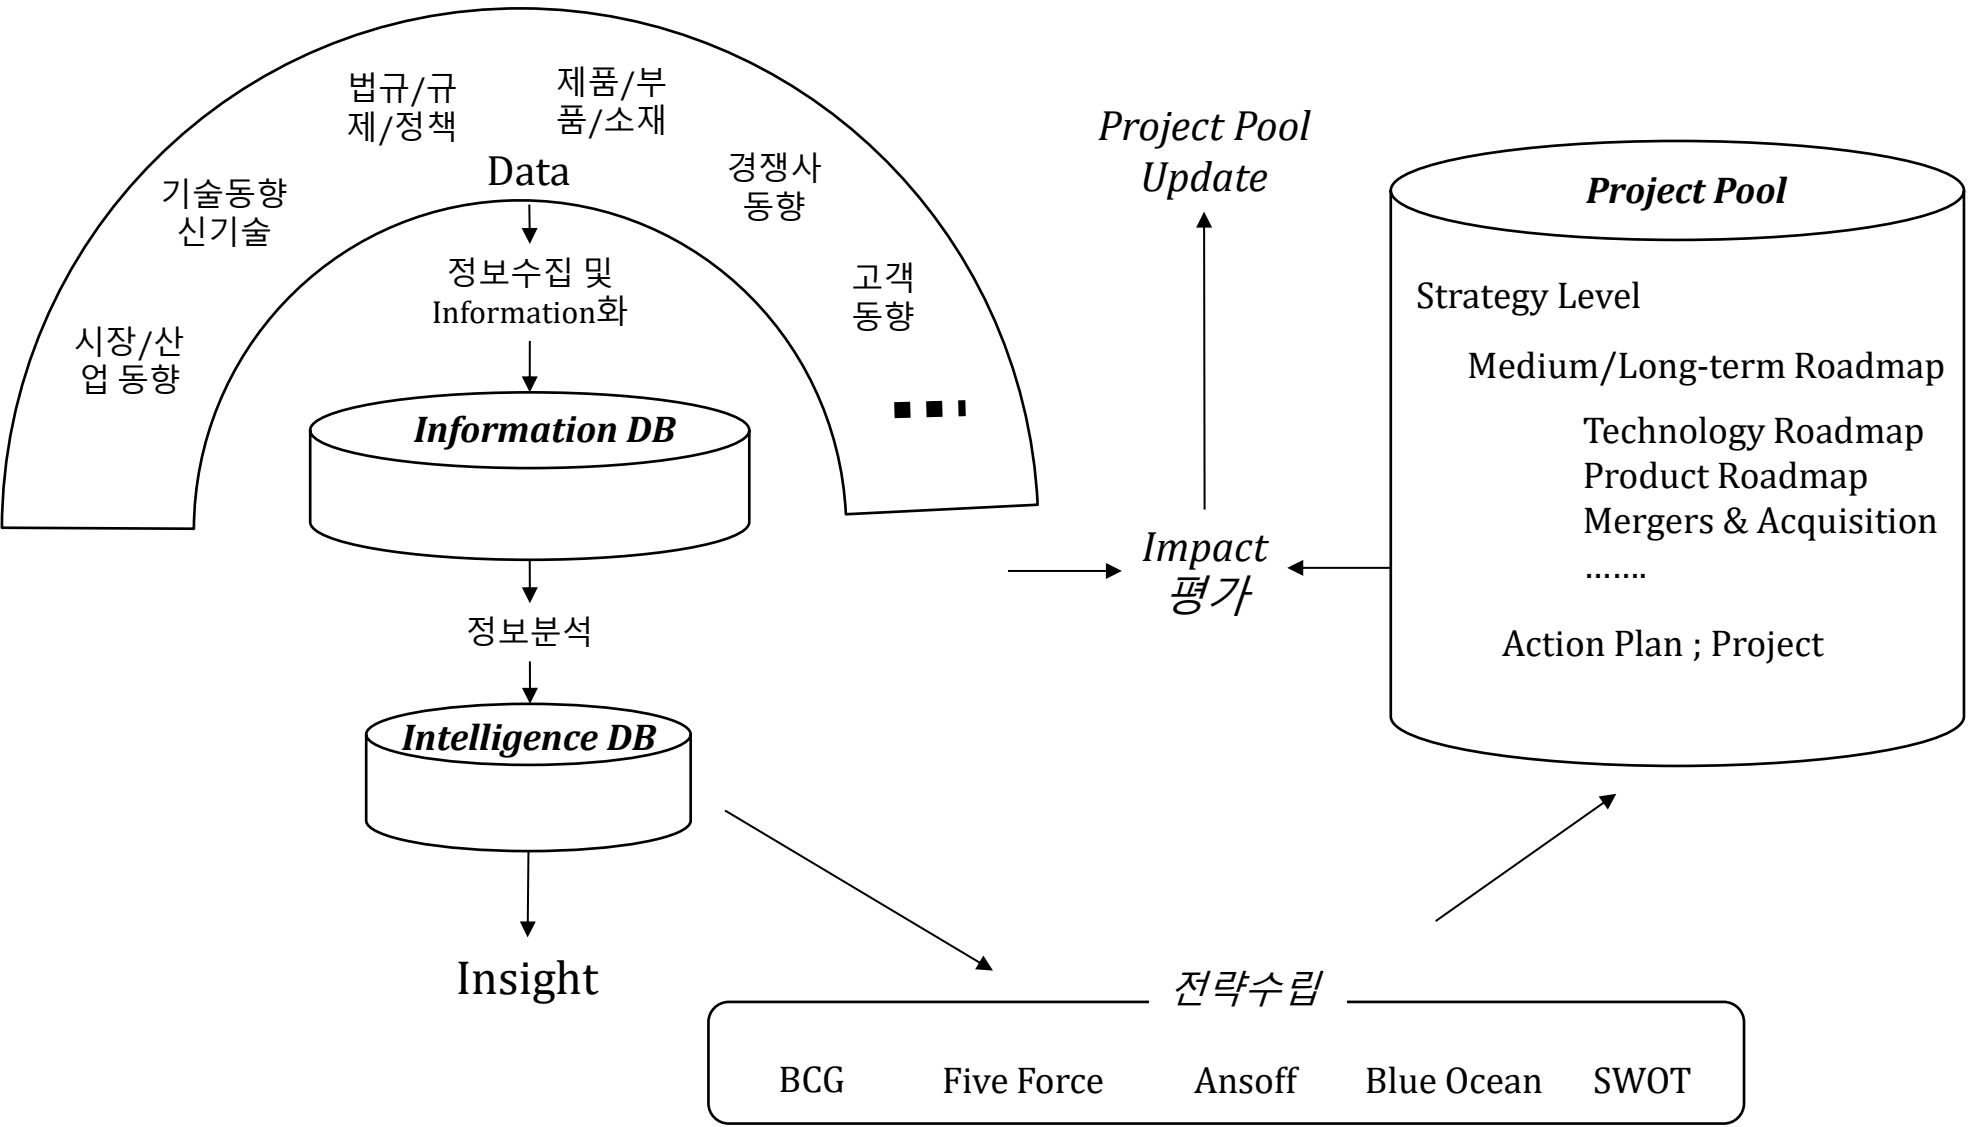 법규/규
제/정책
제품/부
품/소재
Data
기술동향
신기술
경쟁사
동향
시장/산
업 동향
고객
동향
정보수집 및
Information화
Information DB
정보분석
Intelligence DB
Insight
Project Pool
Update
Impact
평가
Project Pool
Strategy Level
Medium/Long-term Roadmap
Technology Roadmap
Product Roadmap
Mergers & Acquisition
…….
Action Plan ; Project
전략수립
BCG Five Force Ansoff Blue Ocean SWOT